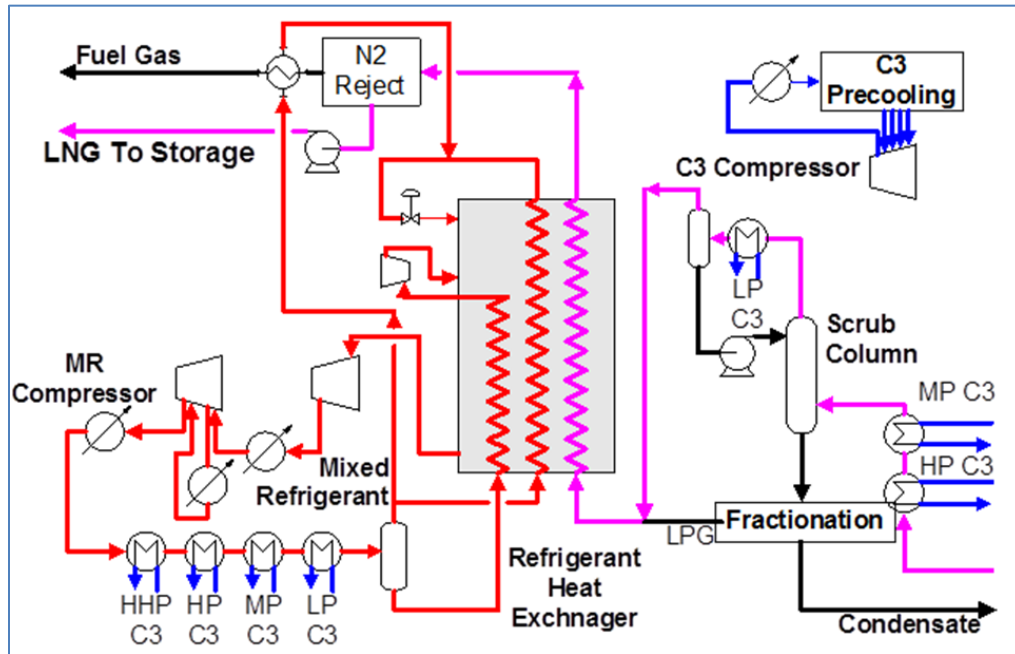 Fuel Gas
N2
Reject
C3
Precooling
LNG To Storage
C3 Compressor
LP
C3
Scrub
Column
MR
Compressor
MP C3
HP C3
Mixed
Refrigerant
Fractionation
LPG
Refrigerant
Heat
Exchnager
HHP HP MP LP
C3 C3 C3 C3
Condensate